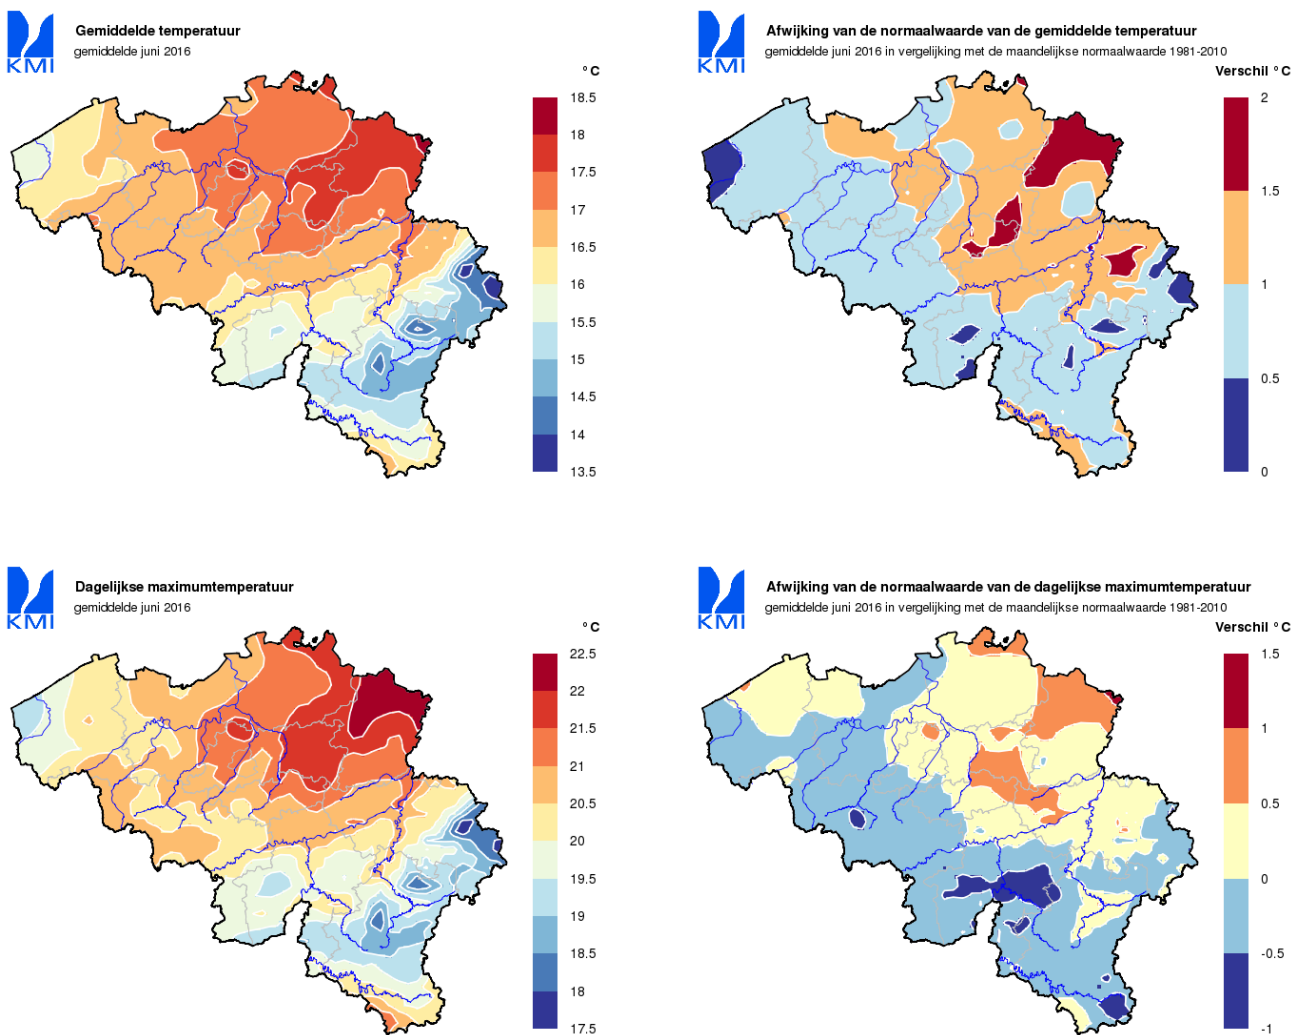 KMI
Gemiddelde temperatuur
gemiddelde juni 2016
°C
18.5
18
17.5
17
16.5
16
15.5
15
14.5
14
13.5
KMI
Afwijking van de normaalwaarde van de gemiddelde temperatuur
gemiddelde juni 2016 in vergelijking met de maandelijkse normaalwaarde 1981-2010
Verschil °C
2
1.5
1
0.5
0
KMI
Dagelijkse maximumtemperatuur
gemiddelde juni 2016
°C
22.5
22
21.5
21
20.5
20
19.5
19
18.5
18
17.5
KMI
Afwijking van de normaalwaarde van de dagelijkse maximumtemperatuur
gemiddelde juni 2016 in vergelijking met de maandelijkse normaalwaarde 1981-2010
Verschil °C
1.5
1
0.5
0
-0.5
-1